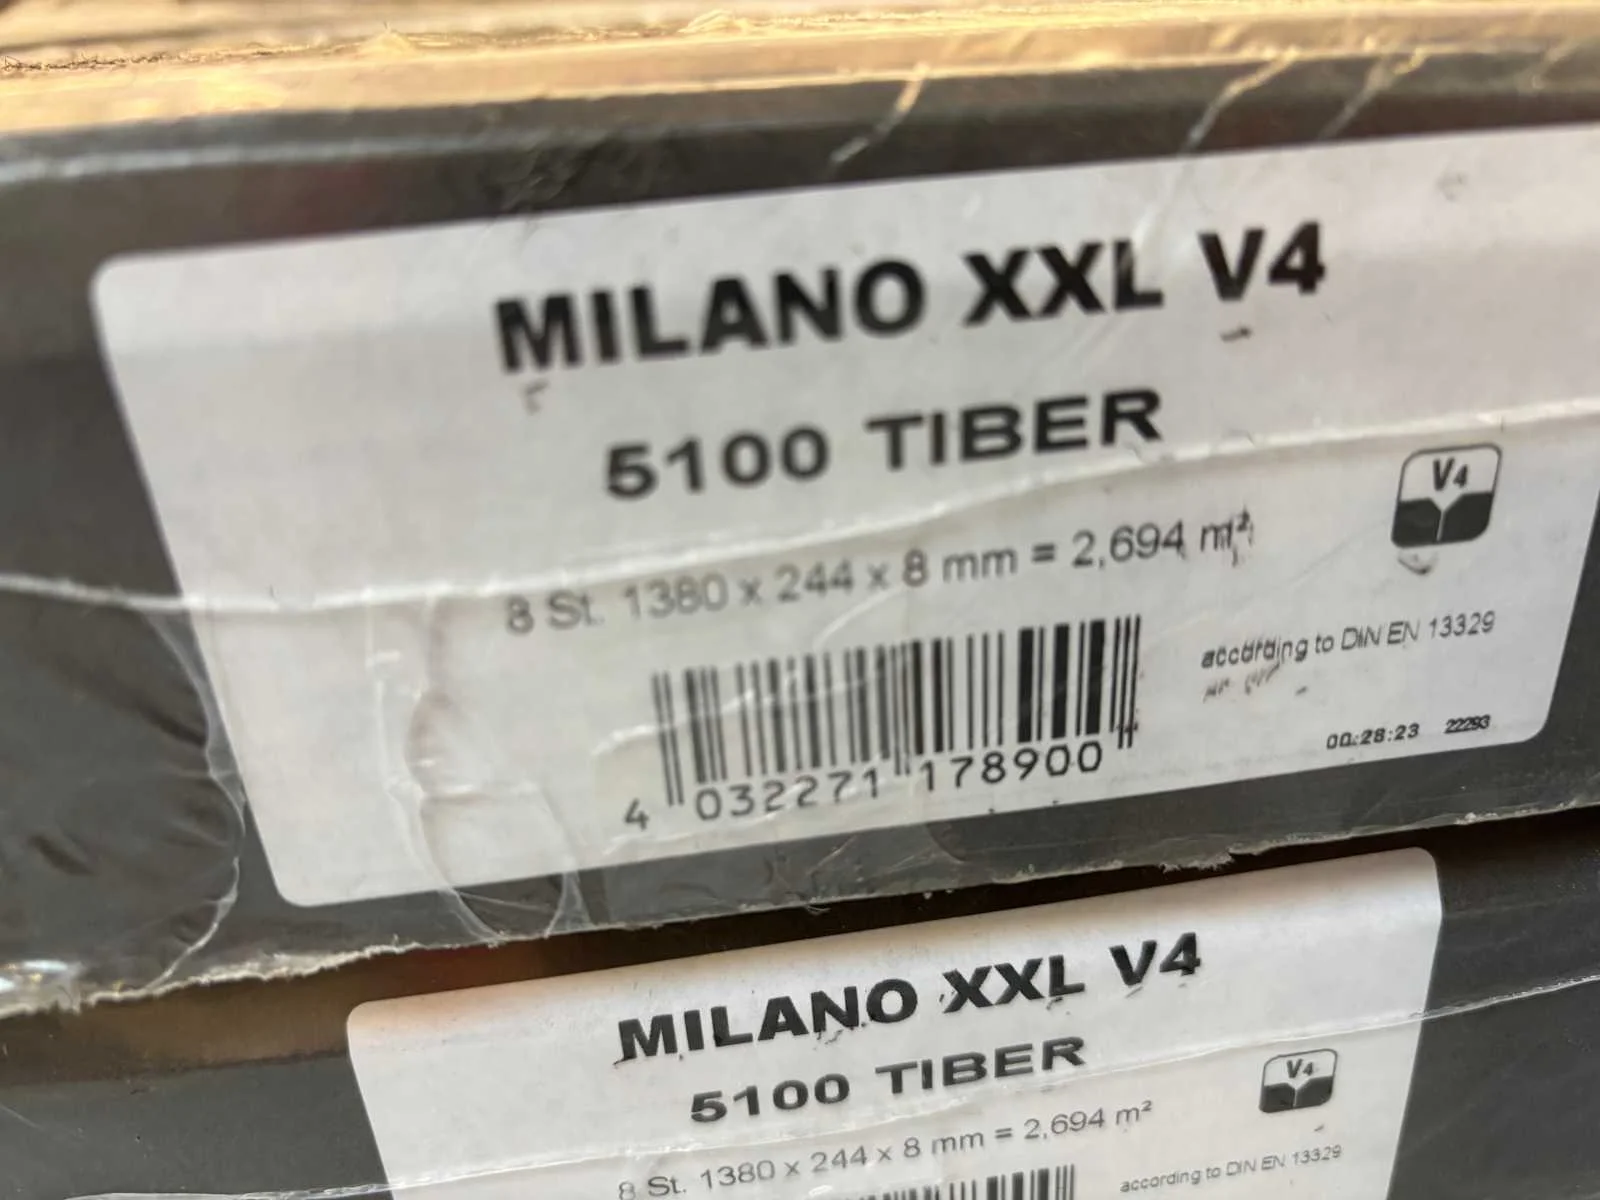 MILANO XXL V4
5100 TIBER
8 St. 1380 x 244 x 8 mm = 2,694 m²
V4
according to DIN EN 13329
4 032271 178900
00:28:23 22293
MILANO XXL V4
5100 TIBER
8 St. 1380 x 244 x 8 mm = 2,694 m²
V4
according to DIN EN 13329